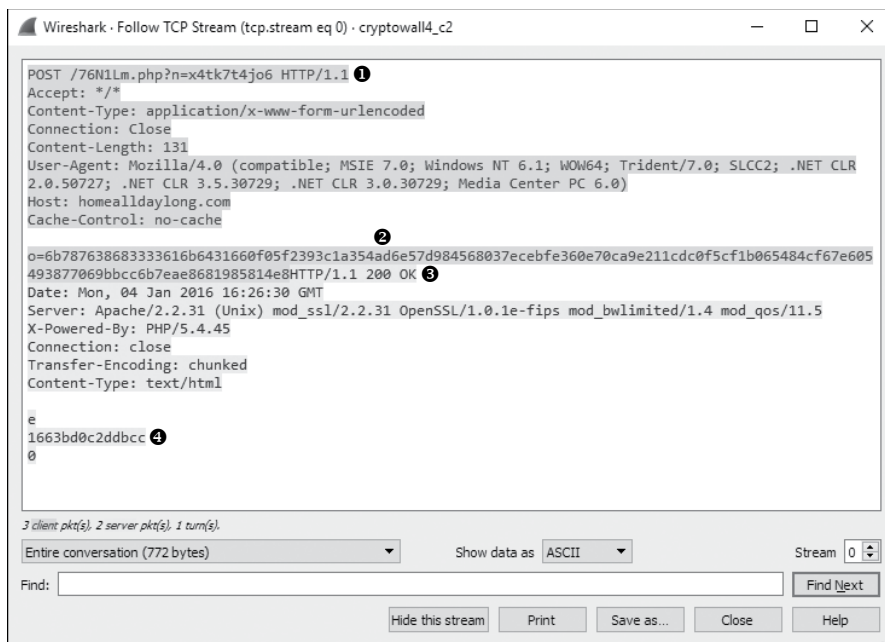 Wireshark · Follow TCP Stream (tcp.stream eq 0) · cryptowall4_c2
POST /76N1Lm.php?n=x4tk7t4jo6 HTTP/1.1 ❶
Accept: */*
Content-Type: application/x-www-form-urlencoded
Connection: Close
Content-Length: 131
User-Agent: Mozilla/4.0 (compatible; MSIE 7.0; Windows NT 6.1; WOW64; Trident/7.0; SLCC2; .NET CLR
2.0.50727; .NET CLR 3.5.30729; .NET CLR 3.0.30729; Media Center PC 6.0)
Host: homealldaylong.com
Cache-Control: no-cache
❷
o=6b787638683333616b6431660f05f2393c1a354ad6e57d984568037ecebfe360e70ca9e211cdc0f5cf1b065484cf67e605
493877069bbcc6b7eae8681985814e8HTTP/1.1 200 OK ❸
Date: Mon, 04 Jan 2016 16:26:30 GMT
Server: Apache/2.2.31 (Unix) mod_ssl/2.2.31 OpenSSL/1.0.1e-fips mod_bwlimited/1.4 mod_qos/11.5
X-Powered-By: PHP/5.4.45
Connection: close
Transfer-Encoding: chunked
Content-Type: text/html
e
1663bd0c2ddbcc ❹
0
3 client pkt(s), 2 server pkt(s), 1 turn(s).
Entire conversation (772 bytes) Show data as ASCII Stream 0
Find: Find Next
Hide this stream Print Save as... Close Help